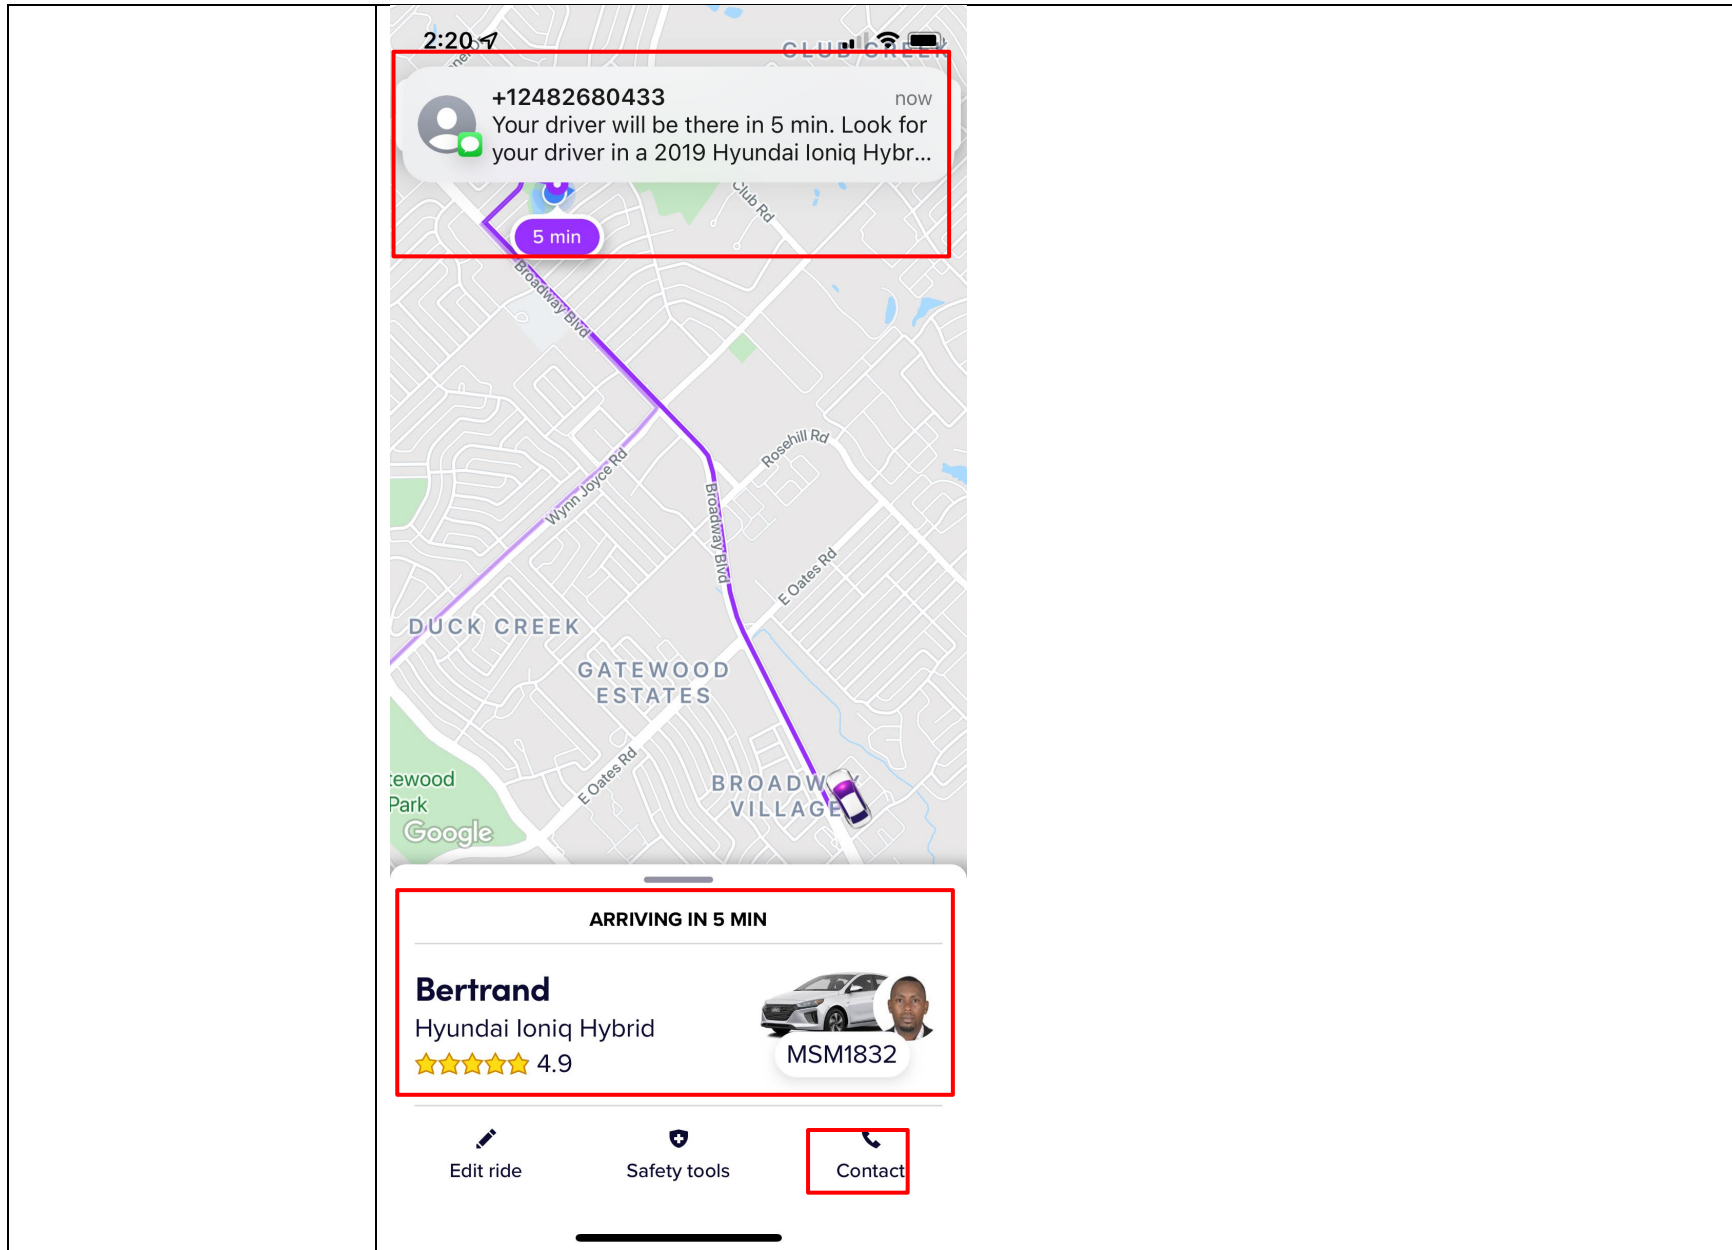 2:20
CLUB CREEK
+12482680433 now
Your driver will be there in 5 min. Look for
your driver in a 2019 Hyundai Ioniq Hybr...
Club Rd
5 min
Broadway Blvd
Rosehill Rd
Wynn Joyce Rd
Broadway Blvd
E Oates Rd
DUCK CREEK
GATEWOOD
ESTATES
E Oates Rd
BROADW
VILLAGE
ewood
Park
Google
ARRIVING IN 5 MIN
Bertrand
Hyundai Ioniq Hybrid
4.9
MSM1832
Edit ride Safety tools Contact